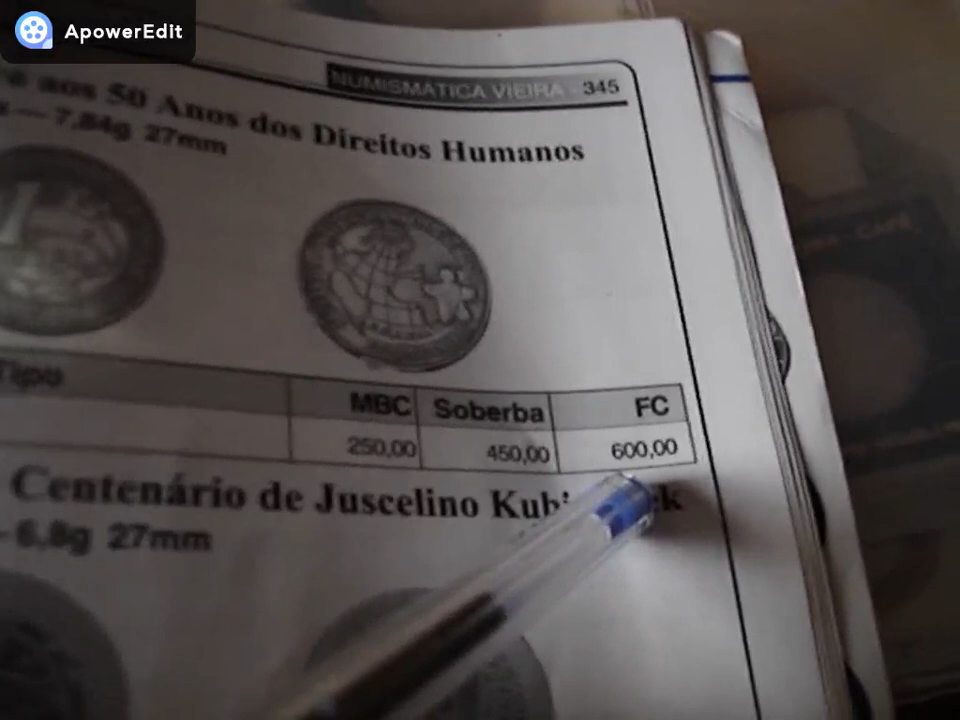 ApowerEdit
NUMISMÁTICA VIEIRA - 345
aos 50 Anos dos Direitos Humanos
— 7,84g 27mm
Tipo MBC Soberba FC
250,00 450,00 600,00
Centenário de Juscelino
- 6,8g 27mm